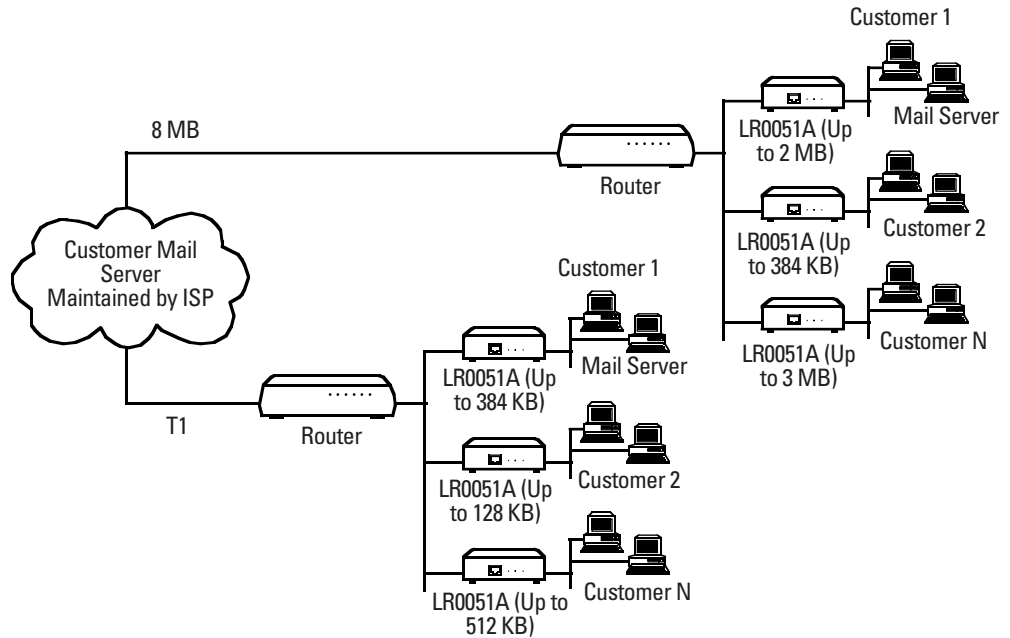 Customer 1
8 MB
LR0051A (Up
to 2 MB)
Mail Server
Router
LR0051A (Up
to 384 KB)
Customer 2
Customer Mail
Server
Maintained by ISP
LR0051A (Up
to 3 MB)
Customer N
Customer 1
LR0051A (Up
to 384 KB)
Mail Server
T1
Router
LR0051A (Up
to 128 KB)
Customer 2
LR0051A (Up to
512 KB)
Customer N